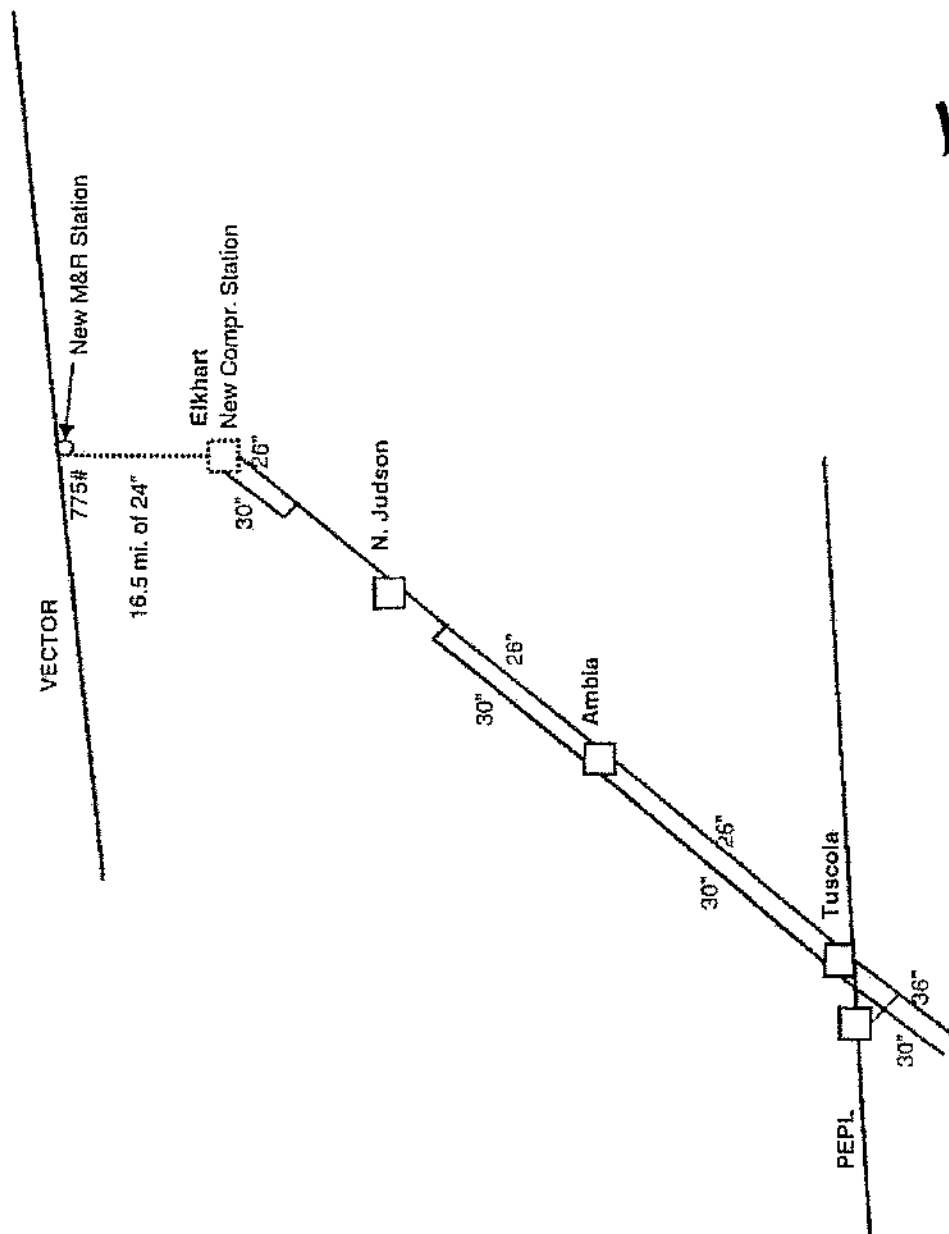 VECTOR
775#
New M&R Station
16.5 mi. of 24"
Elkhart
New Compr. Station
30"
26"
N. Judson
30"
26"
Ambia
30"
26"
Tuscola
PEPL
30"
36"